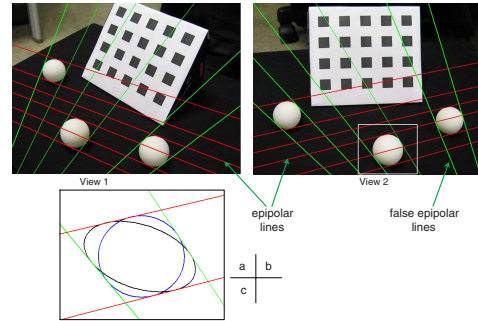 View 1
View 2
epipolar
lines
false epipolar
lines
a b
c